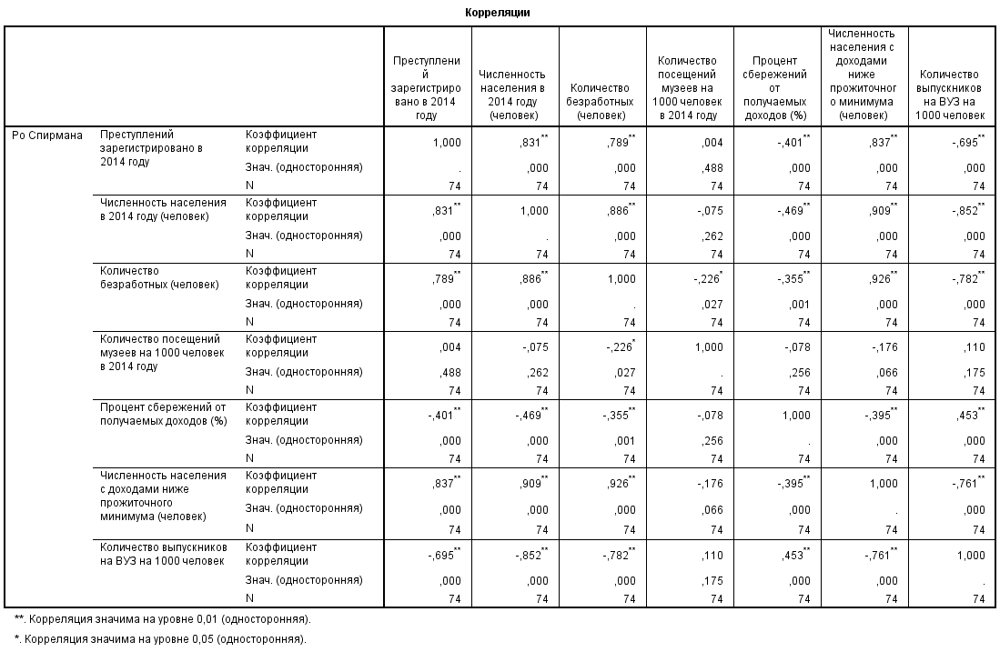 Корреляции
Преступлени
й
зарегистриро
вано в 2014
году
Численность
населения в
2014 году
(человек)
Количество
безработных
(человек)
Количество
посещений
музеев на
1000 человек
в 2014 году
Процент
сбережений
от
получаемых
доходов (%)
Численность
населения с
доходами
ниже
прожиточног
о минимума
(человек)
Количество
выпускников
на ВУЗ на
1000 человек
Ро Спирмана
Преступлений
зарегистрировано в
2014 году
Коэффициент
корреляции
1,000 ,831** ,789** ,004 -,401** ,837** -,695**
Знач. (односторонняя) . ,000 ,000 ,488 ,000 ,000 ,000
N 74 74 74 74 74 74 74
Численность населения
в 2014 году (человек)
Коэффициент
корреляции
,831** 1,000 ,886** -,075 -,469** ,909** -,852**
Знач. (односторонняя) ,000 . ,000 ,262 ,000 ,000 ,000
N 74 74 74 74 74 74 74
Количество
безработных (человек)
Коэффициент
корреляции
,789** ,886** 1,000 -,226* -,355** ,926** -,782**
Знач. (односторонняя) ,000 ,000 . ,027 ,001 ,000 ,000
N 74 74 74 74 74 74 74
Количество посещений
музеев на 1000 человек
в 2014 году
Коэффициент
корреляции
,004 -,075 -,226* 1,000 -,078 -,176 ,110
Знач. (односторонняя) ,488 ,262 ,027 . ,256 ,066 ,175
N 74 74 74 74 74 74 74
Процент сбережений от
получаемых доходов (%)
Коэффициент
корреляции
-,401** -,469** -,355** -,078 1,000 -,395** ,453**
Знач. (односторонняя) ,000 ,000 ,001 ,256 . ,000 ,000
N 74 74 74 74 74 74 74
Численность населения
с доходами ниже
прожиточного
минимума (человек)
Коэффициент
корреляции
,837** ,909** ,926** -,176 -,395** 1,000 -,761**
Знач. (односторонняя) ,000 ,000 ,000 ,066 ,000 . ,000
N 74 74 74 74 74 74 74
Количество выпускников
на ВУЗ на 1000 человек
Коэффициент
корреляции
-,695** -,852** -,782** ,110 ,453** -,761** 1,000
Знач. (односторонняя) ,000 ,000 ,000 ,175 ,000 ,000 .
N 74 74 74 74 74 74 74
**. Корреляция значима на уровне 0,01 (односторонняя).
*. Корреляция значима на уровне 0,05 (односторонняя).